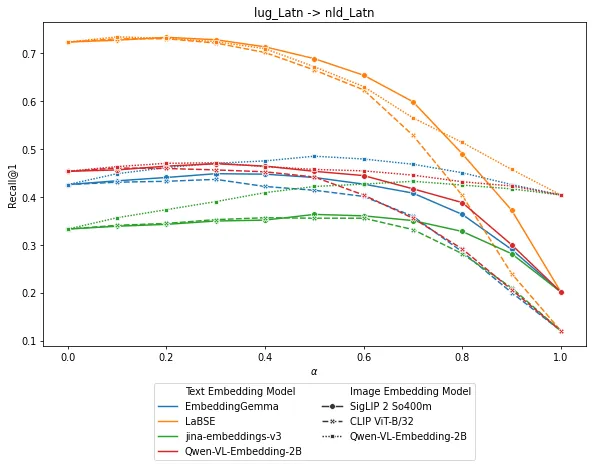 lug_Latn -> nld_Latn
Recall@1
0.7
0.6
0.5
0.4
0.3
0.2
0.1
0.0 0.2 0.4 0.6 0.8 1.0
α
Text Embedding Model Image Embedding Model
EmbeddingGemma SigLIP 2 So400m
LaBSE CLIP ViT-B/32
jina-embeddings-v3 Qwen-VL-Embedding-2B
Qwen-VL-Embedding-2B